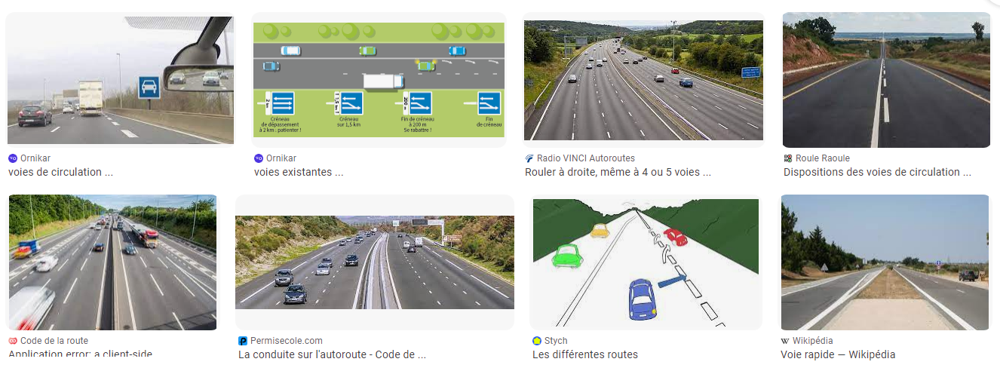 Créneau
de dépassement
à 2 km : patienter !
Créneau
sur 1,5 km
Fin de créneau
à 200 m
Se rabattre !
Fin
de créneau
Ornikar
voies de circulation ...
Ornikar
voies existantes ...
Radio VINCI Autoroutes
Rouler à droite, même à 4 ou 5 voies ...
Roule Raoule
Dispositions des voies de circulation ...
Code de la route
Application error: a client-side
Permisecole.com
La conduite sur l'autoroute - Code de ...
Stych
Les différentes routes
W Wikipédia
Voie rapide — Wikipédia